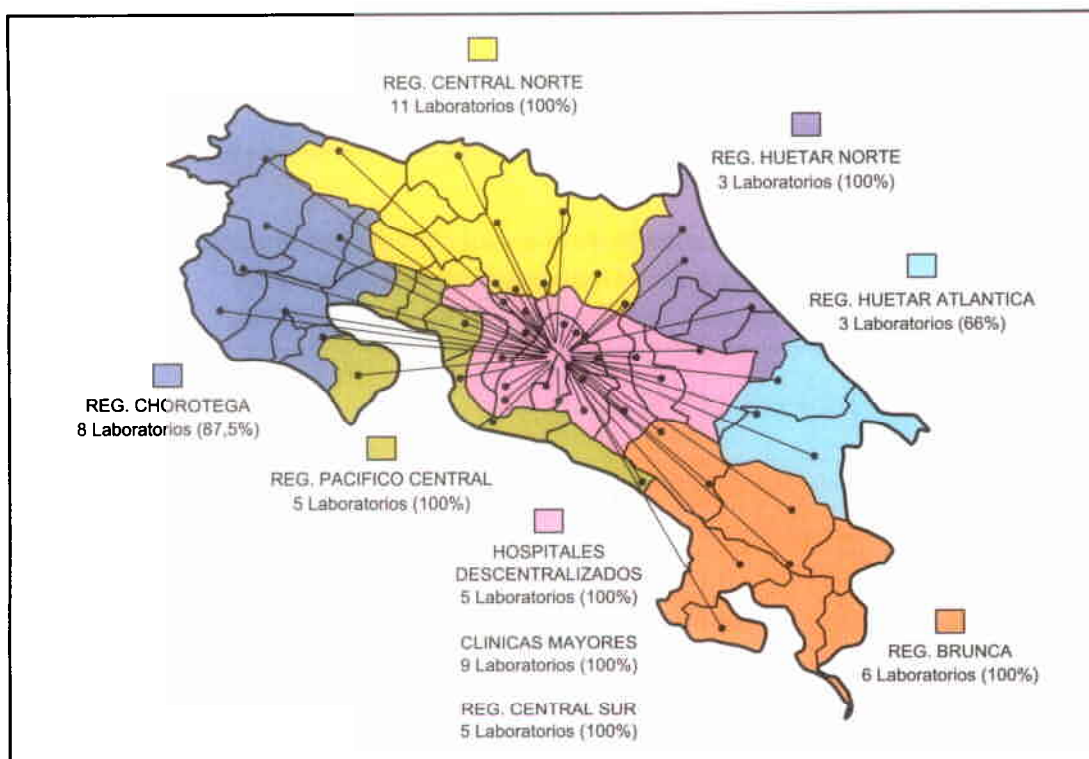 REG. CENTRAL NORTE
11 Laboratorios (100%)
REG. HUETAR NORTE
3 Laboratorios (100%)
REG. HUETAR ATLANTICA
3 Laboratorios (66%)
REG. CHOROTEGA
8 Laboratorios (87,5%)
REG. PACIFICO CENTRAL
5 Laboratorios (100%)
HOSPITALES
DESCENTRALIZADOS
5 Laboratorios (100%)
CLINICAS MAYORES
9 Laboratorios (100%)
REG. CENTRAL SUR
5 Laboratorios (100%)
REG. BRUNCA
6 Laboratorios (100%)